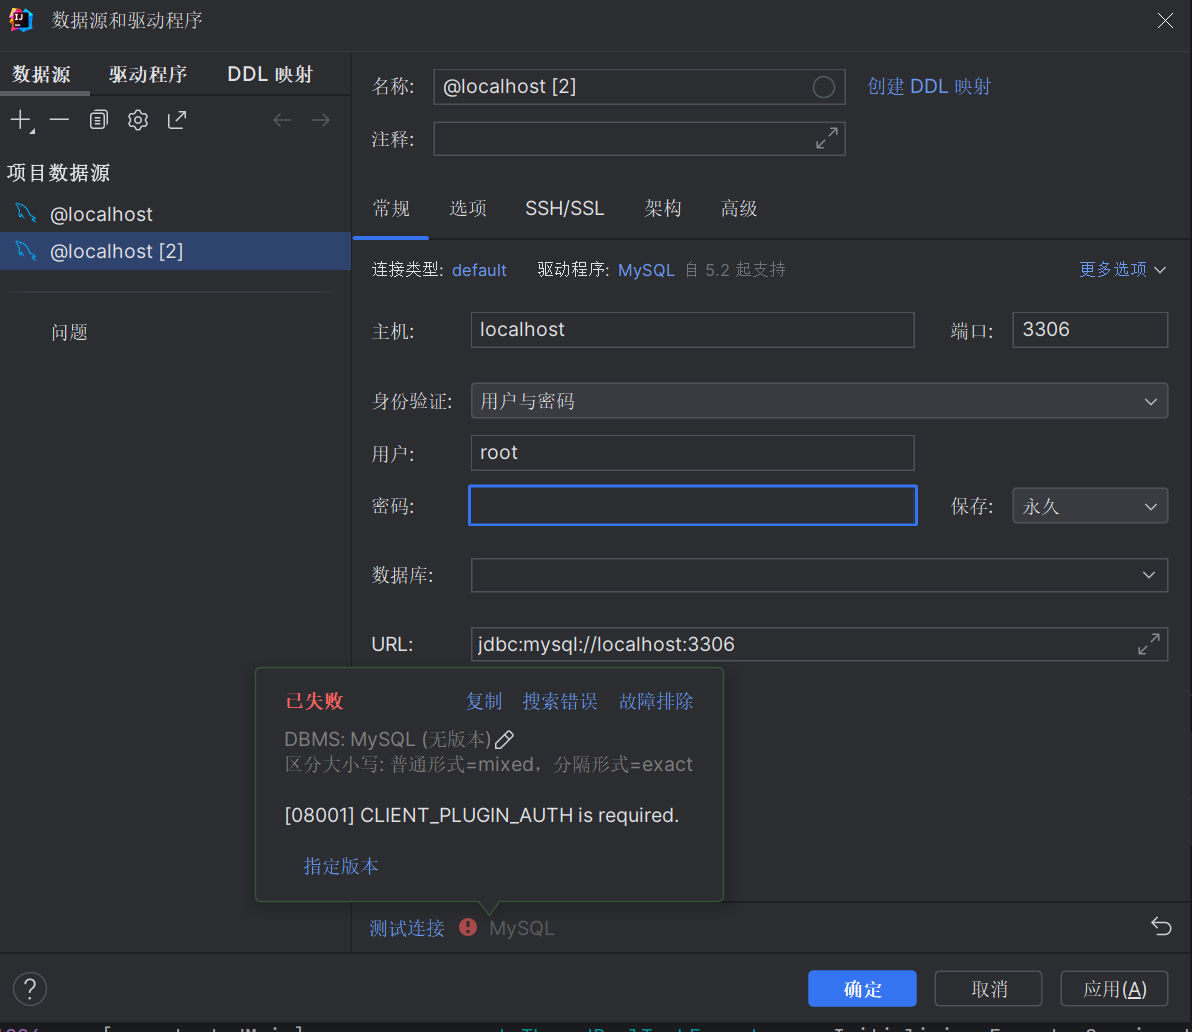 数据源和驱动程序
数据源 驱动程序 DDL 映射
项目数据源
@localhost
@localhost [2]
问题
名称: @localhost [2] 创建 DDL 映射
注释:
常规 选项 SSH/SSL 架构 高级
连接类型: default 驱动程序: MySQL 自 5.2 起支持 更多选项
主机: localhost 端口: 3306
身份验证: 用户与密码
用户: root
密码: 保存: 永久
数据库:
URL: jdbc:mysql://localhost:3306
已失败 复制 搜索错误 故障排除
DBMS: MySQL (无版本)
区分大小写: 普通形式=mixed，分隔形式=exact
[08001] CLIENT_PLUGIN_AUTH is required.
指定版本
测试连接 MySQL
? 确定 取消 应用(A)